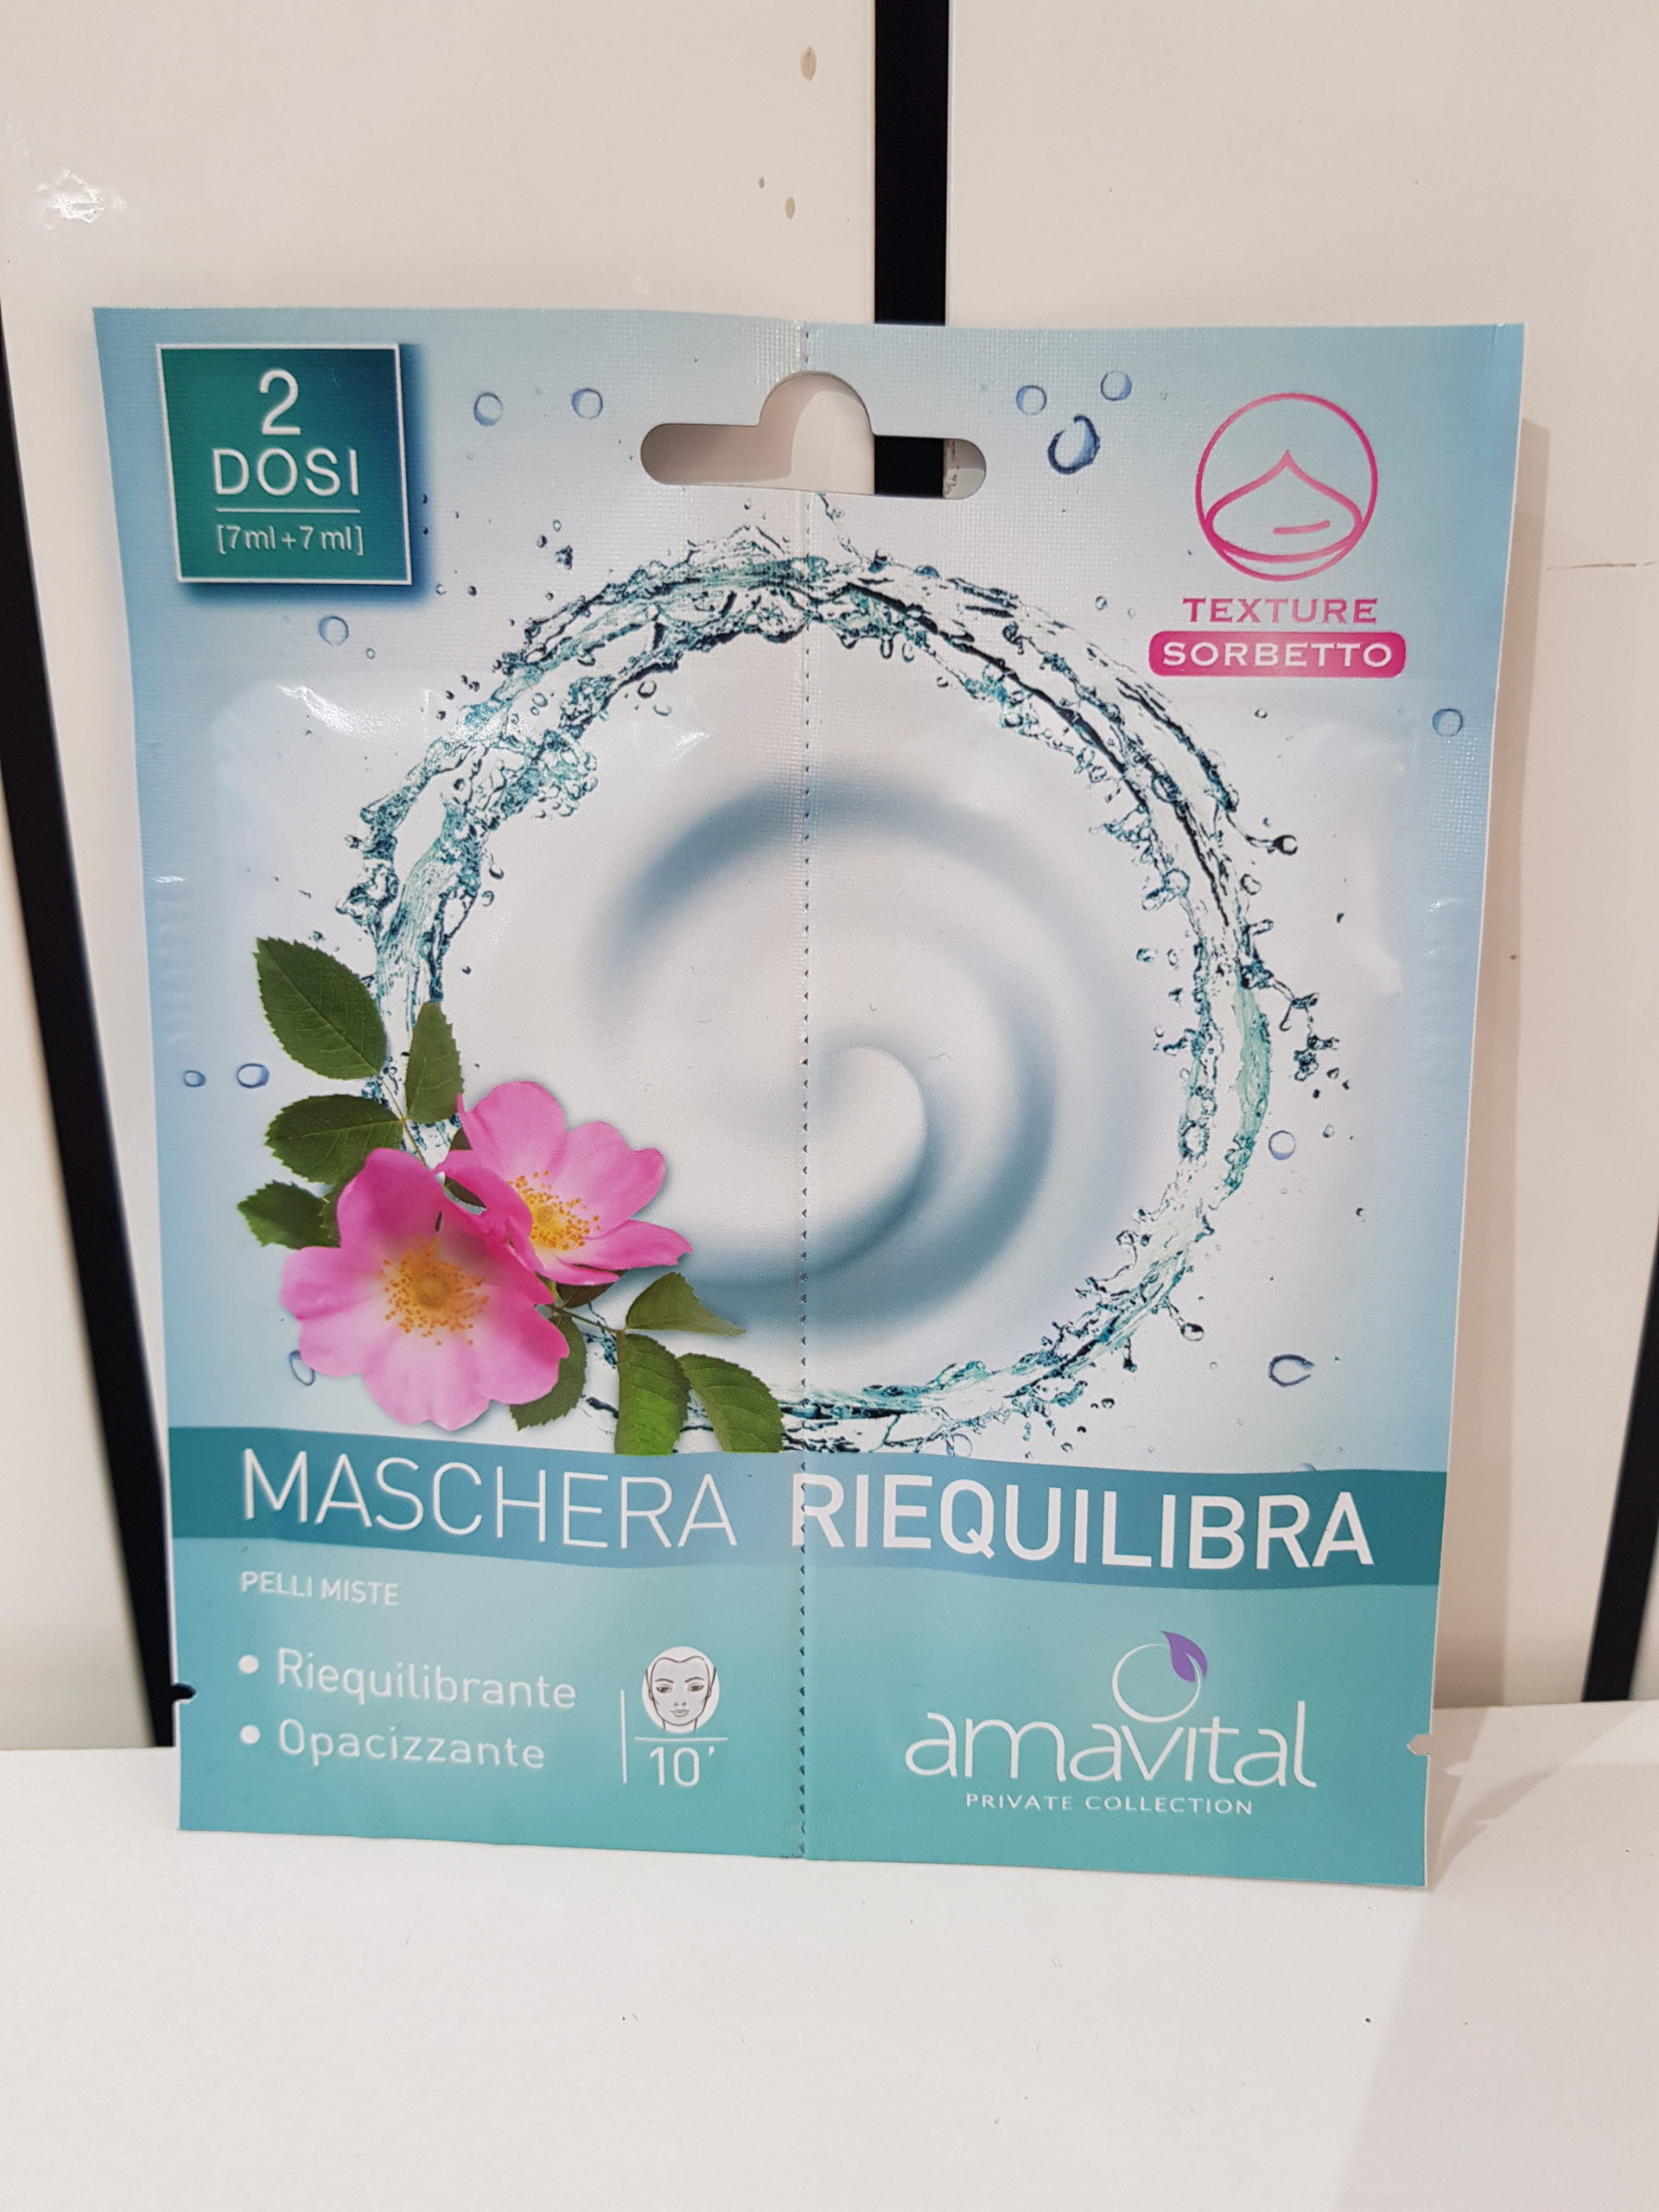 2
DOSI
[7ml+7ml]
TEXTURE
SORBETTO
MASCHERA RIEQUILIBRA
PELLI MISTE
• Riequilibrante
• Opacizzante
10'
amavital
PRIVATE COLLECTION